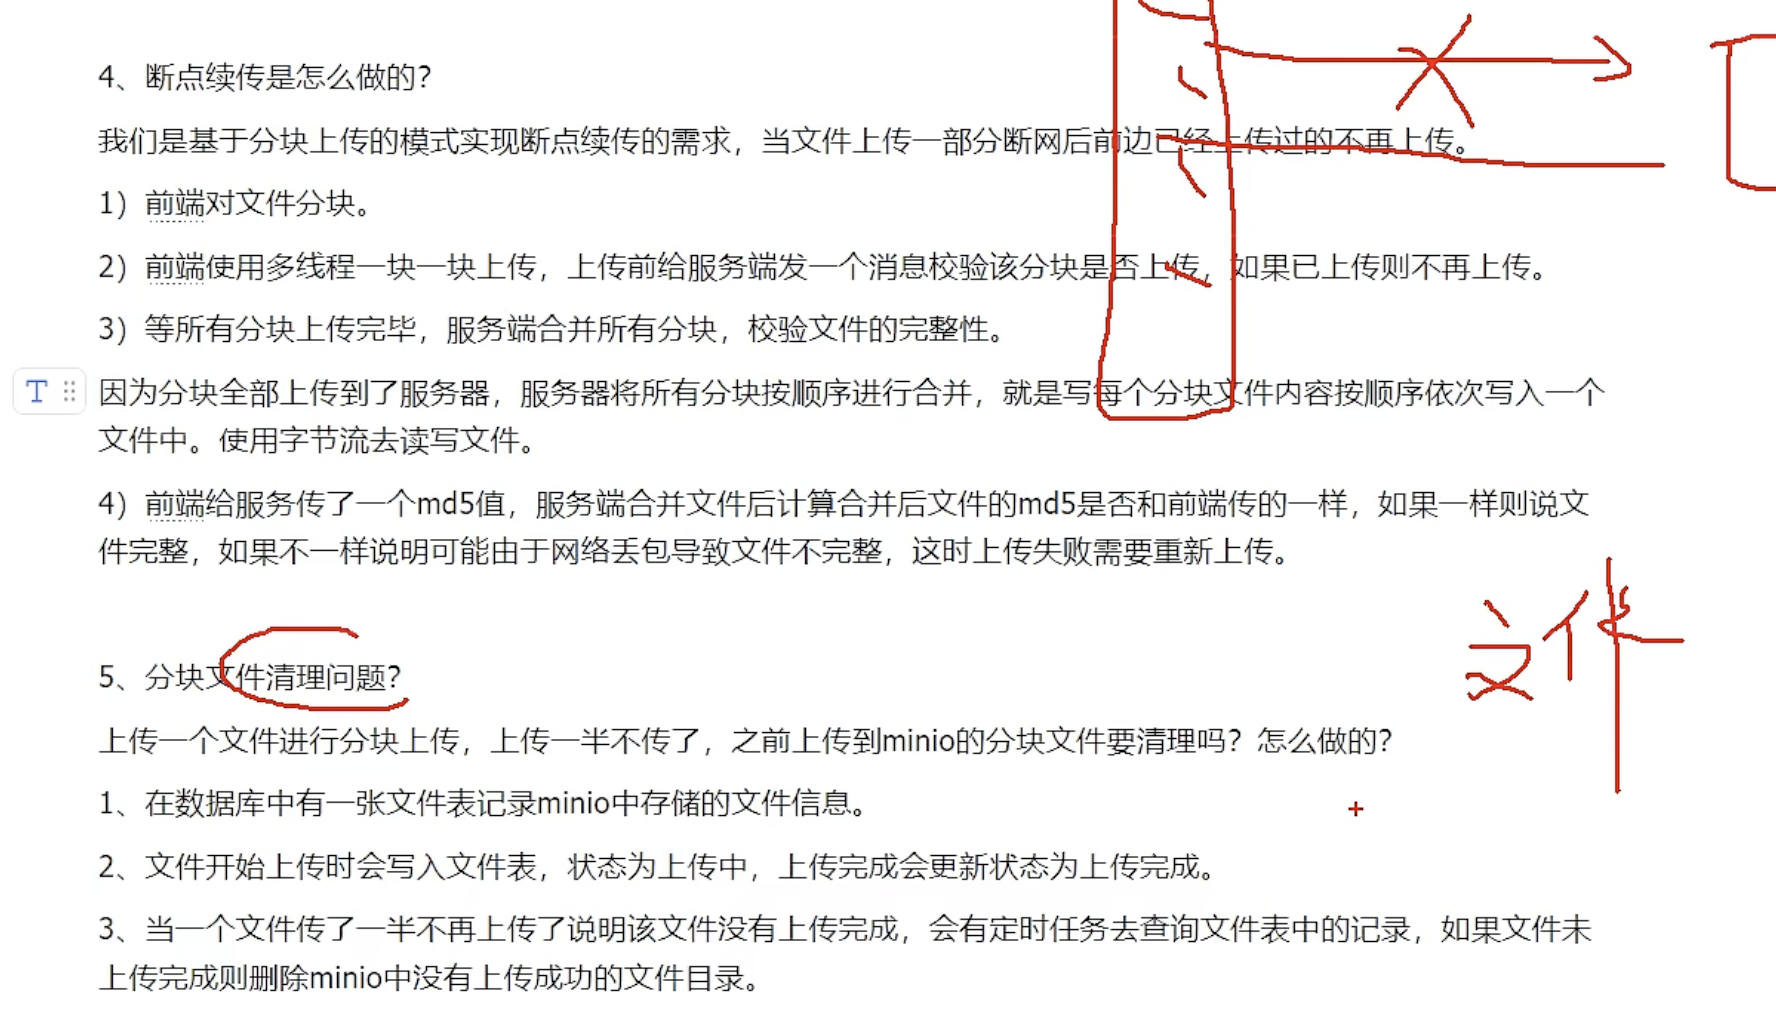 4、断点续传是怎么做的?
我们是基于分块上传的模式实现断点续传的需求，当文件上传一部分断网后前边已经上传过的不再上传。
1）前端对文件分块。
2）前端使用多线程一块一块上传，上传前给服务端发一个消息校验该分块是否上传，如果已上传则不再上传。
3）等所有分块上传完毕，服务端合并所有分块，校验文件的完整性。
T
因为分块全部上传到了服务器，服务器将所有分块按顺序进行合并，就是写每个分块文件内容按顺序依次写入一个
文件中。使用字节流去读写文件。
4）前端给服务传了一个md5值，服务端合并文件后计算合并后文件的md5是否和前端传的一样，如果一样则说文
件完整，如果不一样说明可能由于网络丢包导致文件不完整，这时上传失败需要重新上传。
文件
5、分块文件清理问题?
上传一个文件进行分块上传，上传一半不传了，之前上传到minio的分块文件要清理吗？怎么做的?
1、在数据库中有一张文件表记录minio中存储的文件信息。
2、文件开始上传时会写入文件表，状态为上传中，上传完成会更新状态为上传完成。
3、当一个文件传了一半不再上传了说明该文件没有上传完成，会有定时任务去查询文件表中的记录，如果文件未
上传完成则删除minio中没有上传成功的文件目录。